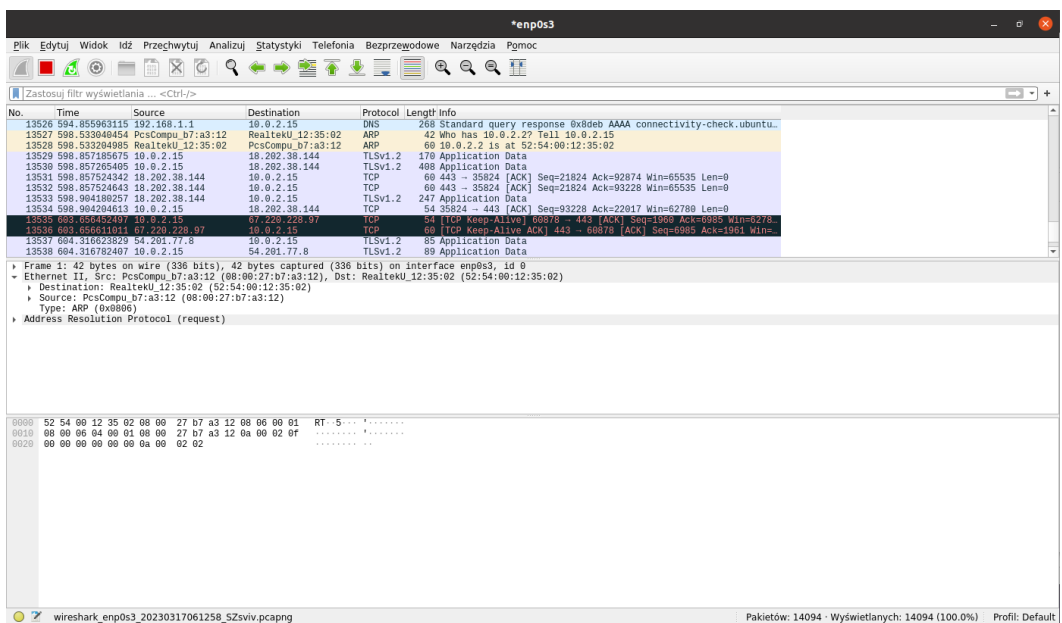 *enp0s3
Plik Edytuj Widok Idź Przechwytuj Analizuj Statystyki Telefonia Bezprzewodowe Narzędzia Pomoc
Zastosuj filtr wyświetlania ... <Ctrl-/>
No. Time Source Destination Protocol Length Info
13526 594.855963115 192.168.1.1 10.0.2.15 DNS 268 Standard query response 0x8deb AAAA connectivity-check.ubuntu…
13527 598.533040454 PcsCompu_b7:a3:12 RealtekU_12:35:02 ARP 42 Who has 10.0.2.2? Tell 10.0.2.15
13528 598.533204985 RealtekU_12:35:02 PcsCompu_b7:a3:12 ARP 60 10.0.2.2 is at 52:54:00:12:35:02
13529 598.857185675 10.0.2.15 18.202.38.144 TLSv1.2 170 Application Data
13530 598.857265405 10.0.2.15 18.202.38.144 TLSv1.2 408 Application Data
13531 598.857524342 18.202.38.144 10.0.2.15 TCP 60 443 → 35824 [ACK] Seq=21824 Ack=92874 Win=65535 Len=0
13532 598.857524643 18.202.38.144 10.0.2.15 TCP 60 443 → 35824 [ACK] Seq=21824 Ack=93228 Win=65535 Len=0
13533 598.904180257 18.202.38.144 10.0.2.15 TLSv1.2 247 Application Data
13534 598.904204613 10.0.2.15 18.202.38.144 TCP 54 35824 → 443 [ACK] Seq=93228 Ack=22017 Win=62780 Len=0
13535 603.656452497 10.0.2.15 67.220.228.97 TCP 54 [TCP Keep-Alive] 60878 → 443 [ACK] Seq=1960 Ack=6985 Win=6278…
13536 603.656611011 67.220.228.97 10.0.2.15 TCP 60 [TCP Keep-Alive ACK] 443 → 60878 [ACK] Seq=6985 Ack=1961 Win=…
13537 604.316623829 54.201.77.8 10.0.2.15 TLSv1.2 85 Application Data
13538 604.316782407 10.0.2.15 54.201.77.8 TLSv1.2 89 Application Data
Frame 1: 42 bytes on wire (336 bits), 42 bytes captured (336 bits) on interface enp0s3, id 0
Ethernet II, Src: PcsCompu_b7:a3:12 (08:00:27:b7:a3:12), Dst: RealtekU_12:35:02 (52:54:00:12:35:02)
Destination: RealtekU_12:35:02 (52:54:00:12:35:02)
Source: PcsCompu_b7:a3:12 (08:00:27:b7:a3:12)
Type: ARP (0x0806)
Address Resolution Protocol (request)
0000 52 54 00 12 35 02 08 00 27 b7 a3 12 08 06 00 01 RT··5··· '·······
0010 08 00 06 04 00 01 08 00 27 b7 a3 12 0a 00 02 0f ········ '·······
0020 00 00 00 00 00 00 0a 00 02 02 ········ ··
wireshark_enp0s3_20230317061258_SZsviv.pcapng Pakietów: 14094 · Wyświetlanych: 14094 (100.0%) Profil: Default